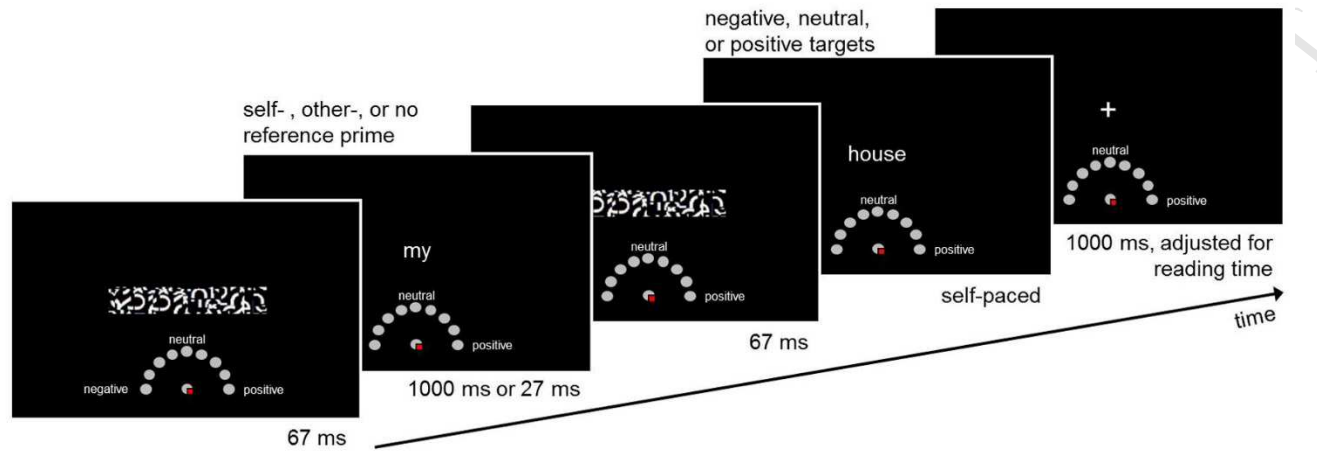 negative, neutral,
or positive targets
self- , other-, or no
reference prime
neutral
negative
positive
67 ms
my
neutral
positive
1000 ms or 27 ms
neutral
positive
67 ms
house
neutral
positive
self-paced
+
neutral
positive
1000 ms, adjusted for
reading time
time